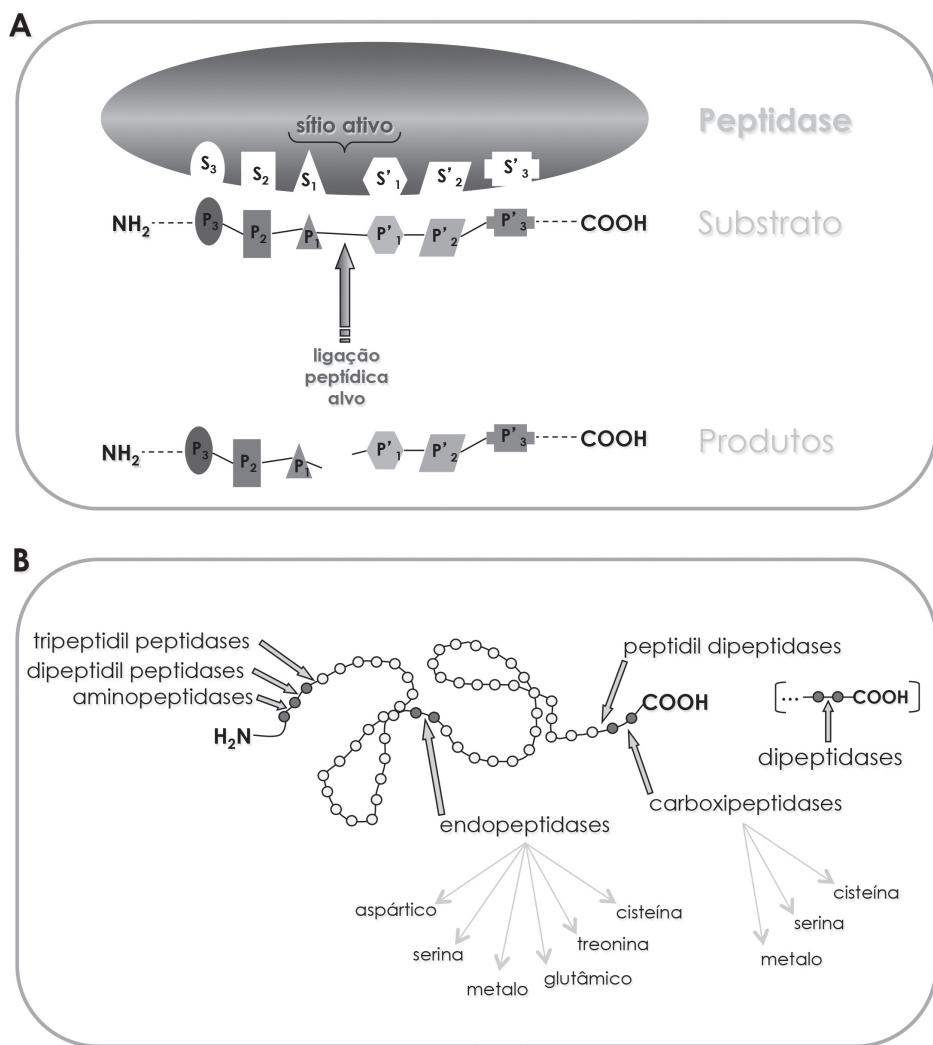 A
sítio ativo
Peptidase
S3 S2 S1 S'1 S'2 S'3
NH2 P3 P2 P1 P'1 P'2 P'3 COOH
Substrato
ligação
peptídica
alvo
NH2 P3 P2 P1 P'1 P'2 P'3 COOH
Produtos
B
tripeptidil peptidases
dipeptidil peptidases
aminopeptidases
H2N
peptidil dipeptidases
COOH
... COOH
dipeptidases
endopeptidases
carboxipeptidases
aspártico
serina
metalo
glutâmico
treonina
cisteína
metalo
serina
cisteína